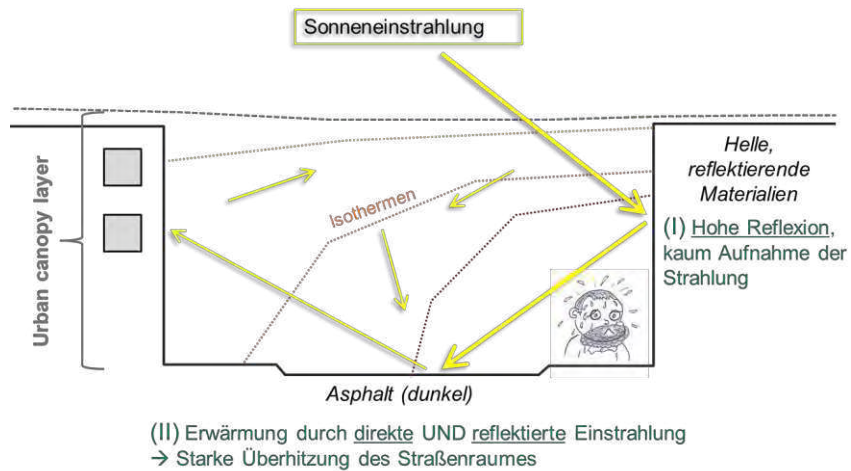 Sonneneinstrahlung
Urban canopy layer
Isothermen
Helle,
reflektierende
Materialien
(I) Hohe Reflexion,
kaum Aufnahme der
Strahlung
Asphalt (dunkel)
(II) Erwärmung durch direkte UND reflektierte Einstrahlung
→ Starke Überhitzung des Straßenraumes